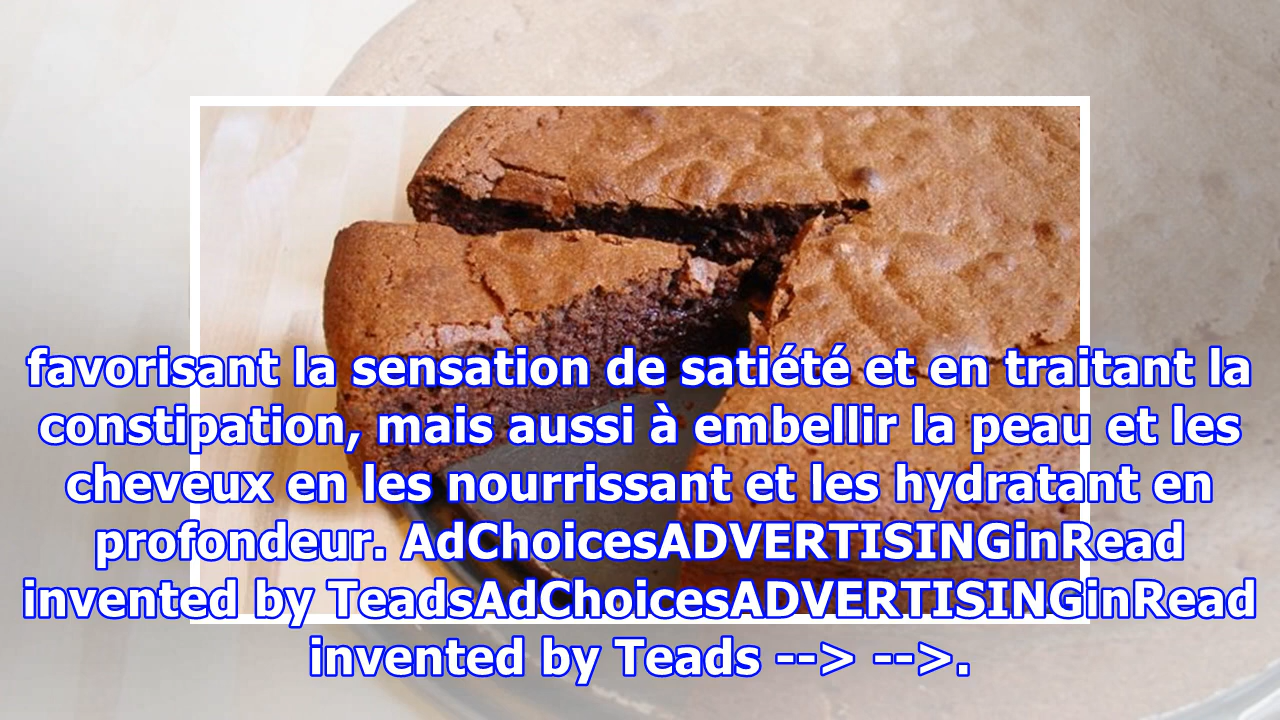 favorisant la sensation de satiété et en traitant la
constipation, mais aussi à embellir la peau et les
cheveux en les nourrissant et les hydratant en
profondeur. AdChoicesADVERTISINGinRead
invented by TeadsAdChoicesADVERTISINGinRead
invented by Teads --> -->.